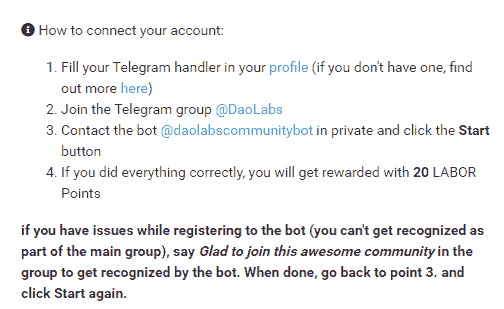 How to connect your account:
1. Fill your Telegram handler in your profile (if you don't have one, find
out more here)
2. Join the Telegram group @DaoLabs
3. Contact the bot @daolabscommunitybot in private and click the Start
button
4. If you did everything correctly, you will get rewarded with 20 LABOR
Points
if you have issues while registering to the bot (you can't get recognized as
part of the main group), say Glad to join this awesome community in the
group to get recognized by the bot. When done, go back to point 3. and
click Start again.